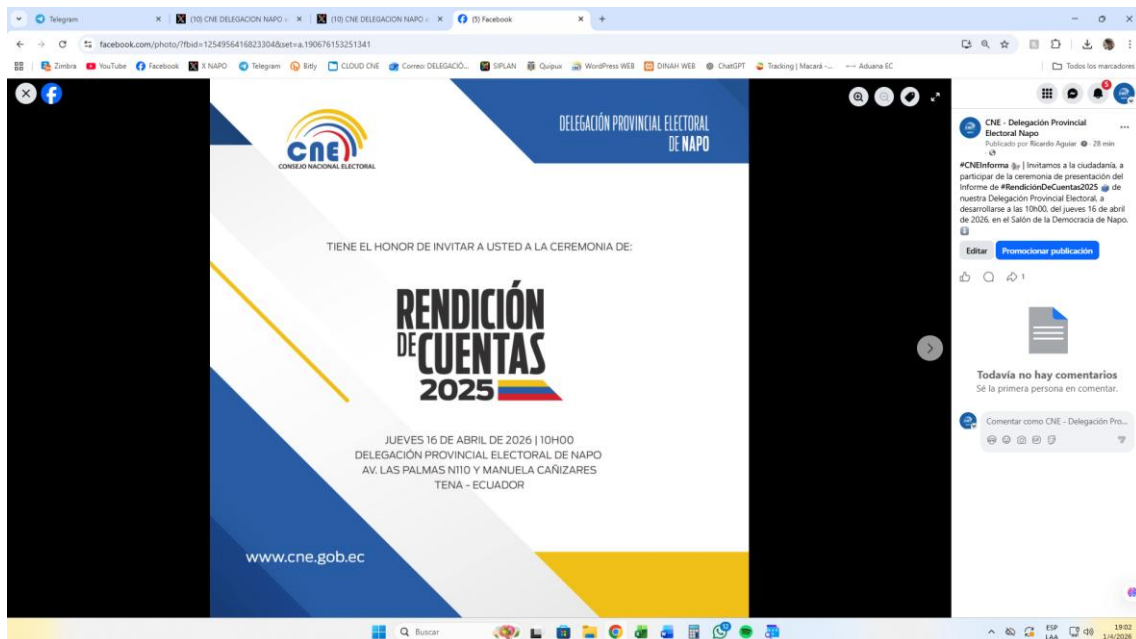 Telegram
(10) CNE DELEGACION NAPO
(10) CNE DELEGACION NAPO
(5) Facebook
facebook.com/photo/?fbid=1254956416823304&set=a.190676153251341
Zimbra
YouTube
Facebook
X NAPO
Telegram
Bitly
CLOUD CNE
Correo: DELEGACIÓ...
SIPLAN
Quipux
WordPress WEB
DINAH WEB
ChatGPT
Tracking | Macará -...
Aduana EC
Todos los marcadores
CNE
CONSEJO NACIONAL ELECTORAL
DELEGACIÓN PROVINCIAL ELECTORAL
DE NAPO
TIENE EL HONOR DE INVITAR A USTED A LA CEREMONIA DE:
RENDICIÓN
DE CUENTAS
2025
JUEVES 16 DE ABRIL DE 2026 | 10H00
DELEGACIÓN PROVINCIAL ELECTORAL DE NAPO
AV. LAS PALMAS N110 Y MANUELA CAÑIZARES
TENA - ECUADOR
www.cne.gob.ec
CNE - Delegación Provincial
Electoral Napo
Publicado por Ricardo Aguiar · 28 min
#CNEInforma | Invitamos a la ciudadanía, a
participar de la ceremonia de presentación del
Informe de #RendiciónDeCuentas2025 de
nuestra Delegación Provincial Electoral, a
desarrollarse a las 10h00, del jueves 16 de abril
de 2026, en el Salón de la Democracia de Napo.
Editar
Promocionar publicación
1
Todavía no hay comentarios
Sé la primera persona en comentar.
Comentar como CNE - Delegación Pro...
Buscar
ESP
LAA
19:02
1/4/2026